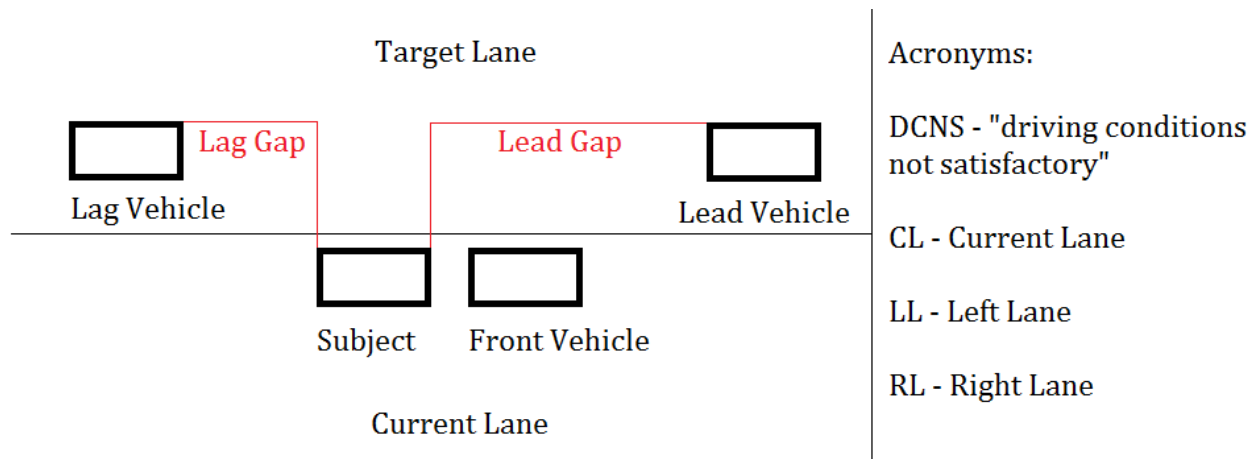 Target Lane
Lag Gap
Lead Gap
Lag Vehicle
Lead Vehicle
Subject
Front Vehicle
Current Lane
Acronyms:
DCNS - "driving conditions
not satisfactory"
CL - Current Lane
LL - Left Lane
RL - Right Lane